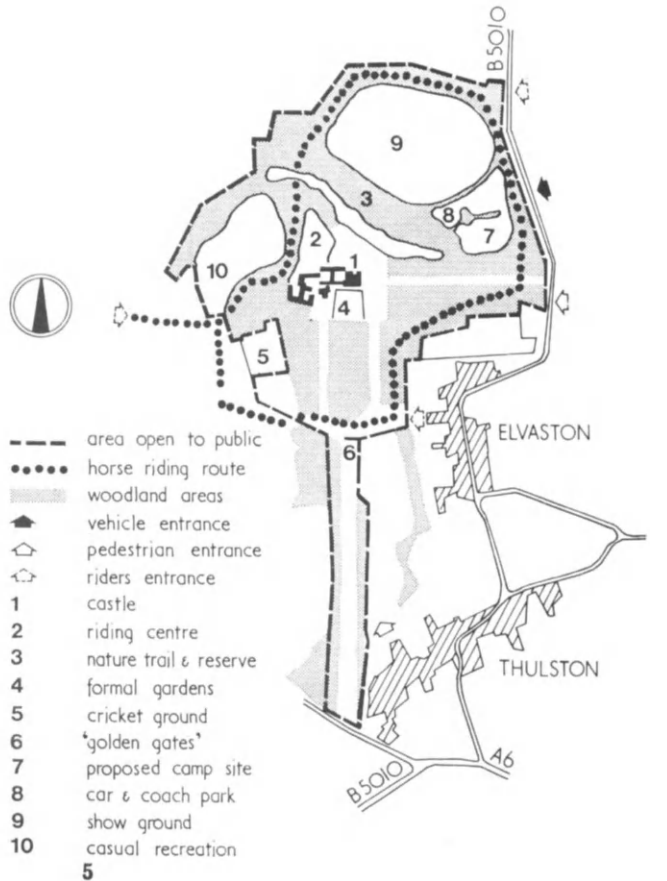 B5010
9
3
8
7
2
1
10
4
5
ELVASTON
6
THULSTON
B5010
A6
area open to public
horse riding route
woodland areas
vehicle entrance
pedestrian entrance
riders entrance
1 castle
2 riding centre
3 nature trail & reserve
4 formal gardens
5 cricket ground
6 'golden gates'
7 proposed camp site
8 car & coach park
9 show ground
10 casual recreation
5